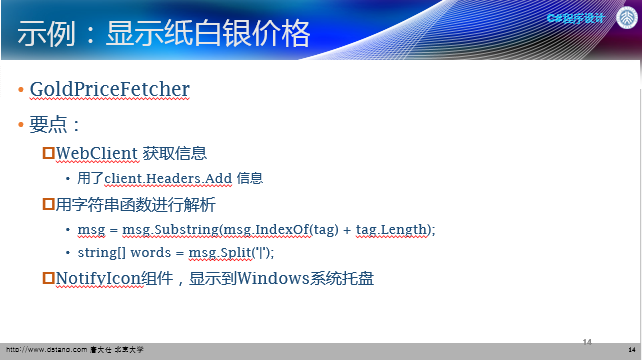 示例：显示纸白银价格
C#程序设计
• GoldPriceFetcher
• 要点：
WebClient 获取信息
• 用了client.Headers.Add 信息
用字符串函数进行解析
• msg = msg.Substring(msg.IndexOf(tag) + tag.Length);
• string[] words = msg.Split('|');
NotifyIcon组件，显示到Windows系统托盘
14
http://www.dstang.com 唐大仕 北京大学
14